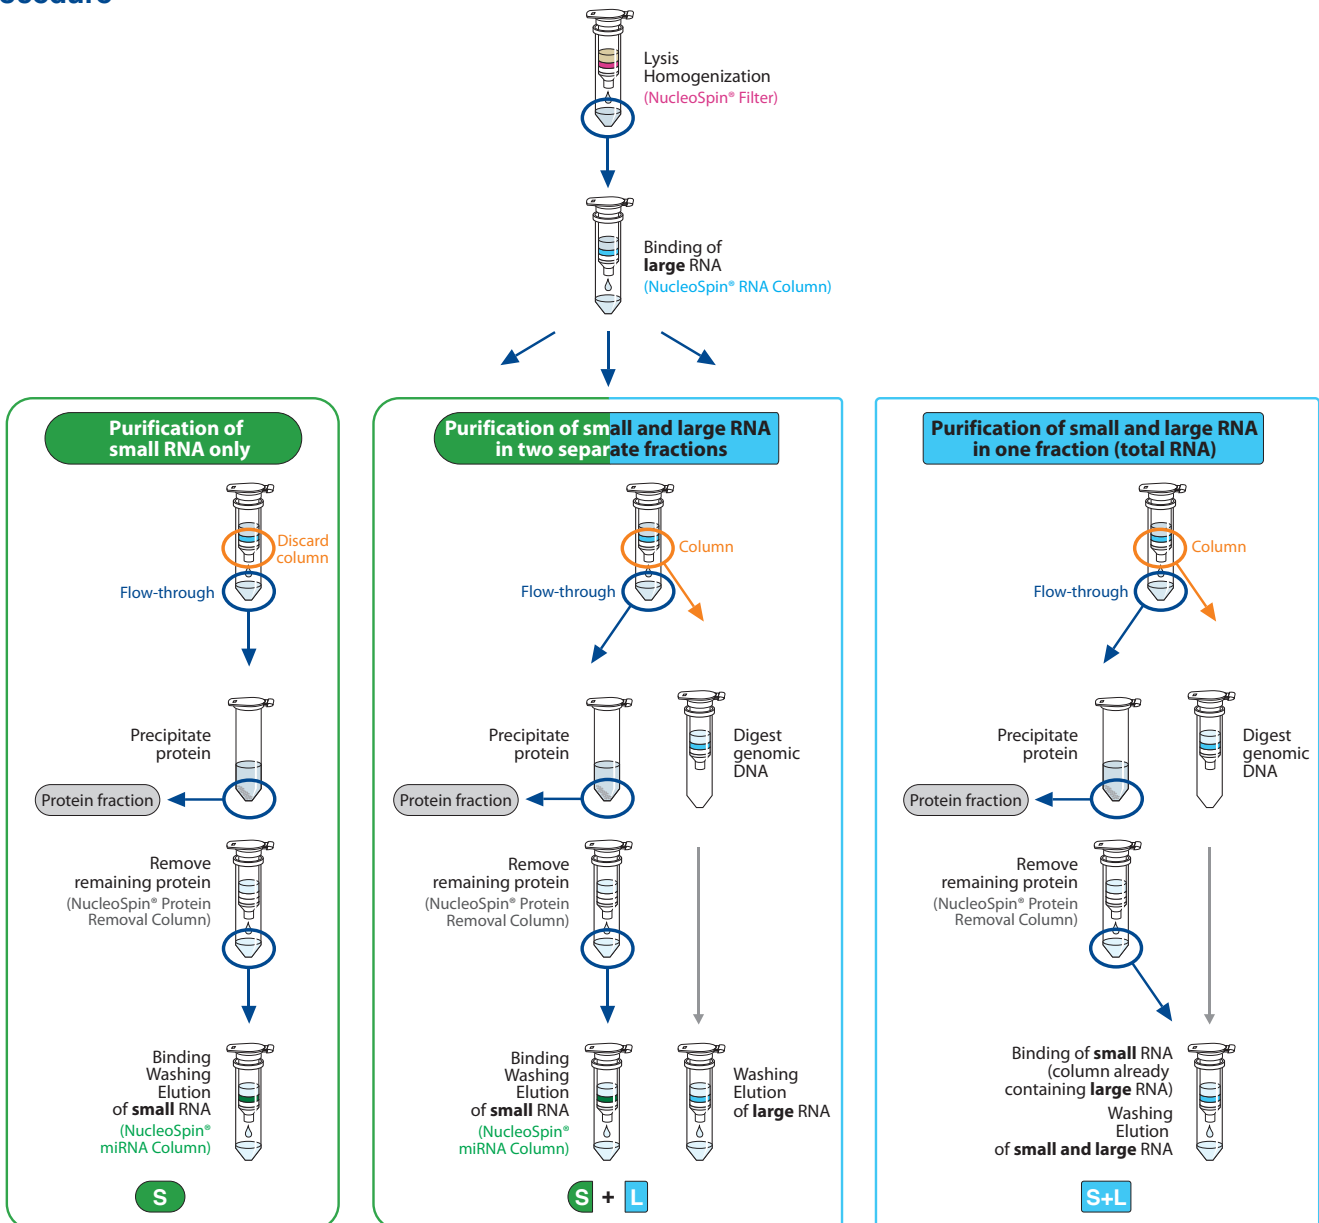 Lysis
Homogenization
(NucleoSpin® Filter)
Binding of
large RNA
(NucleoSpin® RNA Column)
Purification of
small RNA only
Discard
column
Flow-through
Precipitate
protein
Protein fraction
Remove
remaining protein
(NucleoSpin® Protein
Removal Column)
Binding
Washing
Elution
of small RNA
(NucleoSpin®
miRNA Column)
S
Purification of small and large RNA
in two separate fractions
Column
Flow-through
Precipitate
protein
Digest
genomic
DNA
Protein fraction
Remove
remaining protein
(NucleoSpin® Protein
Removal Column)
Binding
Washing
Elution
of small RNA
(NucleoSpin®
miRNA Column)
Washing
Elution
of large RNA
S + L
Purification of small and large RNA
in one fraction (total RNA)
Column
Flow-through
Precipitate
protein
Digest
genomic
DNA
Protein fraction
Remove
remaining protein
(NucleoSpin® Protein
Removal Column)
Binding of small RNA
(column already
containing large RNA)
Washing
Elution
of small and large RNA
S+L